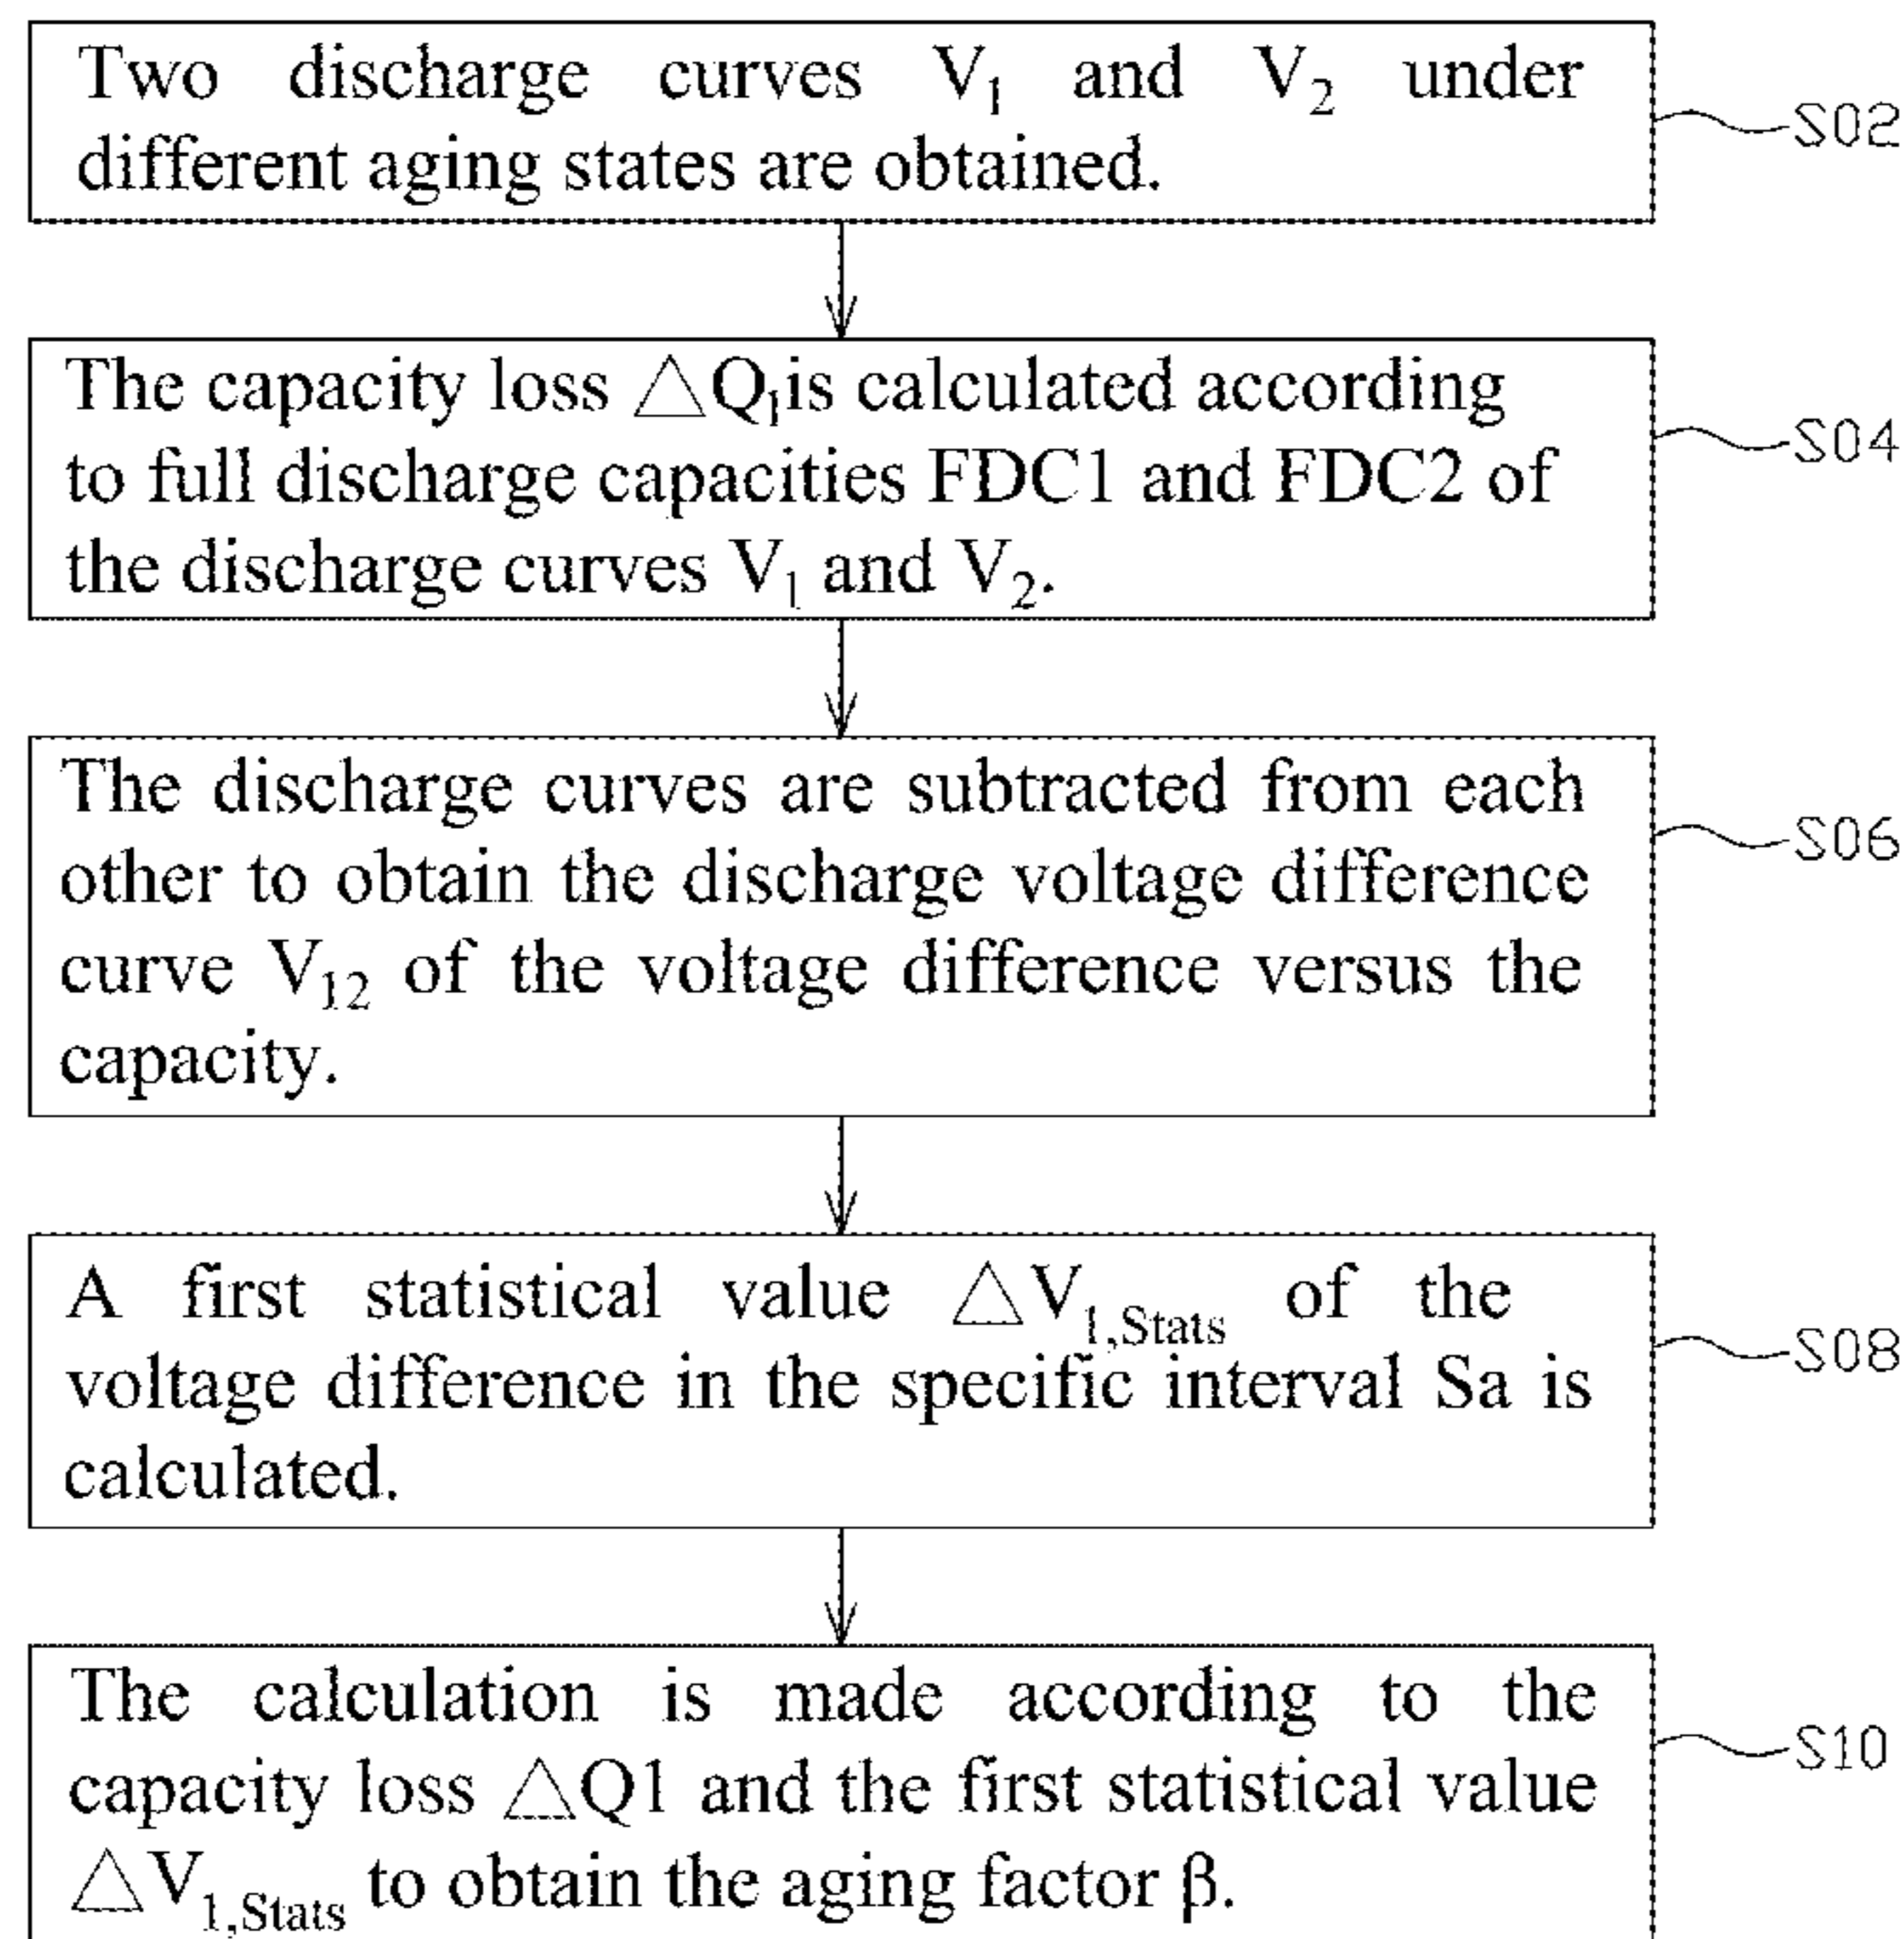 Two discharge curves V₁ and V₂ under
different aging states are obtained.
S02
The capacity loss △Q₁is calculated according
to full discharge capacities FDC1 and FDC2 of
the discharge curves V₁ and V₂.
S04
The discharge curves are subtracted from each
other to obtain the discharge voltage difference
curve V₁₂ of the voltage difference versus the
capacity.
S06
A first statistical value △V1,Stats of the
voltage difference in the specific interval Sa is
calculated.
S08
The calculation is made according to the
capacity loss △Q1 and the first statistical value
△V1,Stats to obtain the aging factor β.
S10